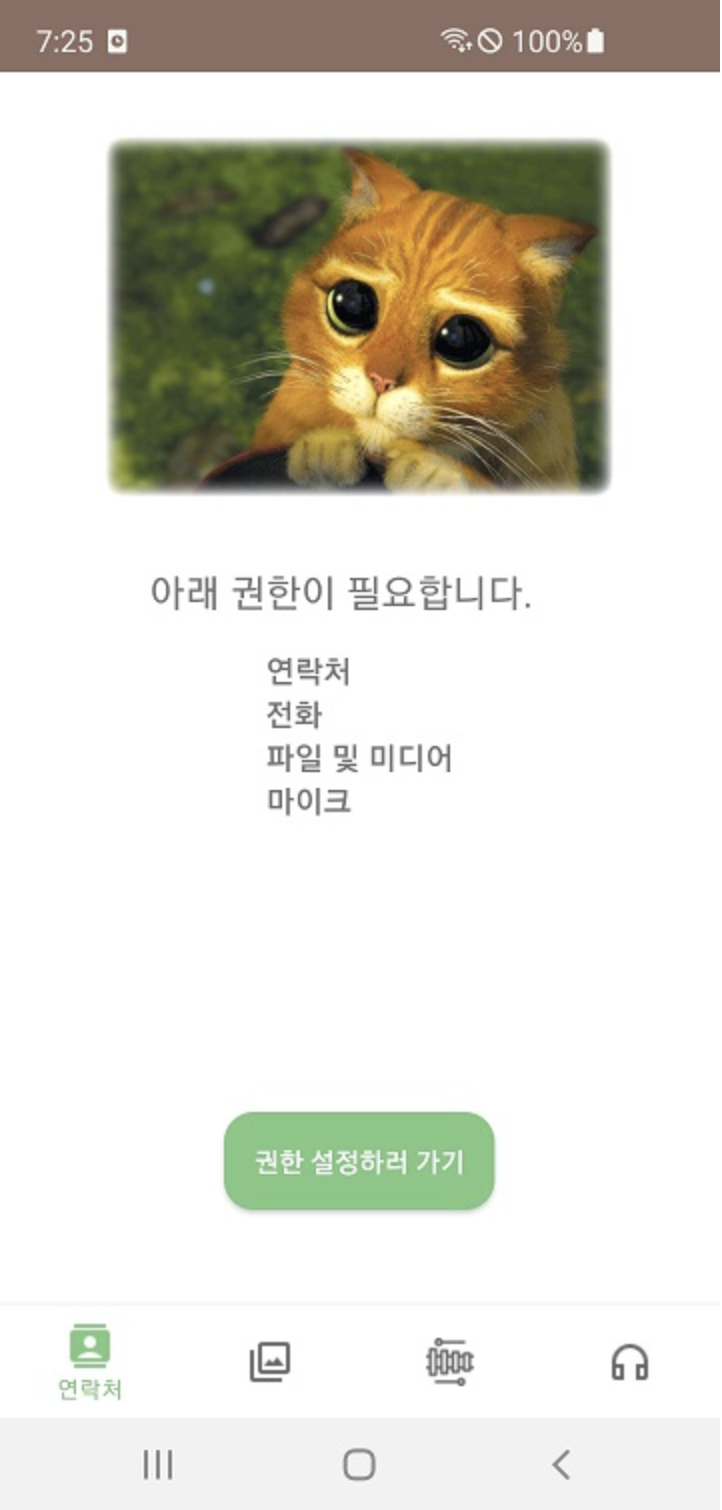 7:25
100%
아래 권한이 필요합니다.
연락처
전화
파일 및 미디어
마이크
권한 설정하러 가기
연락처